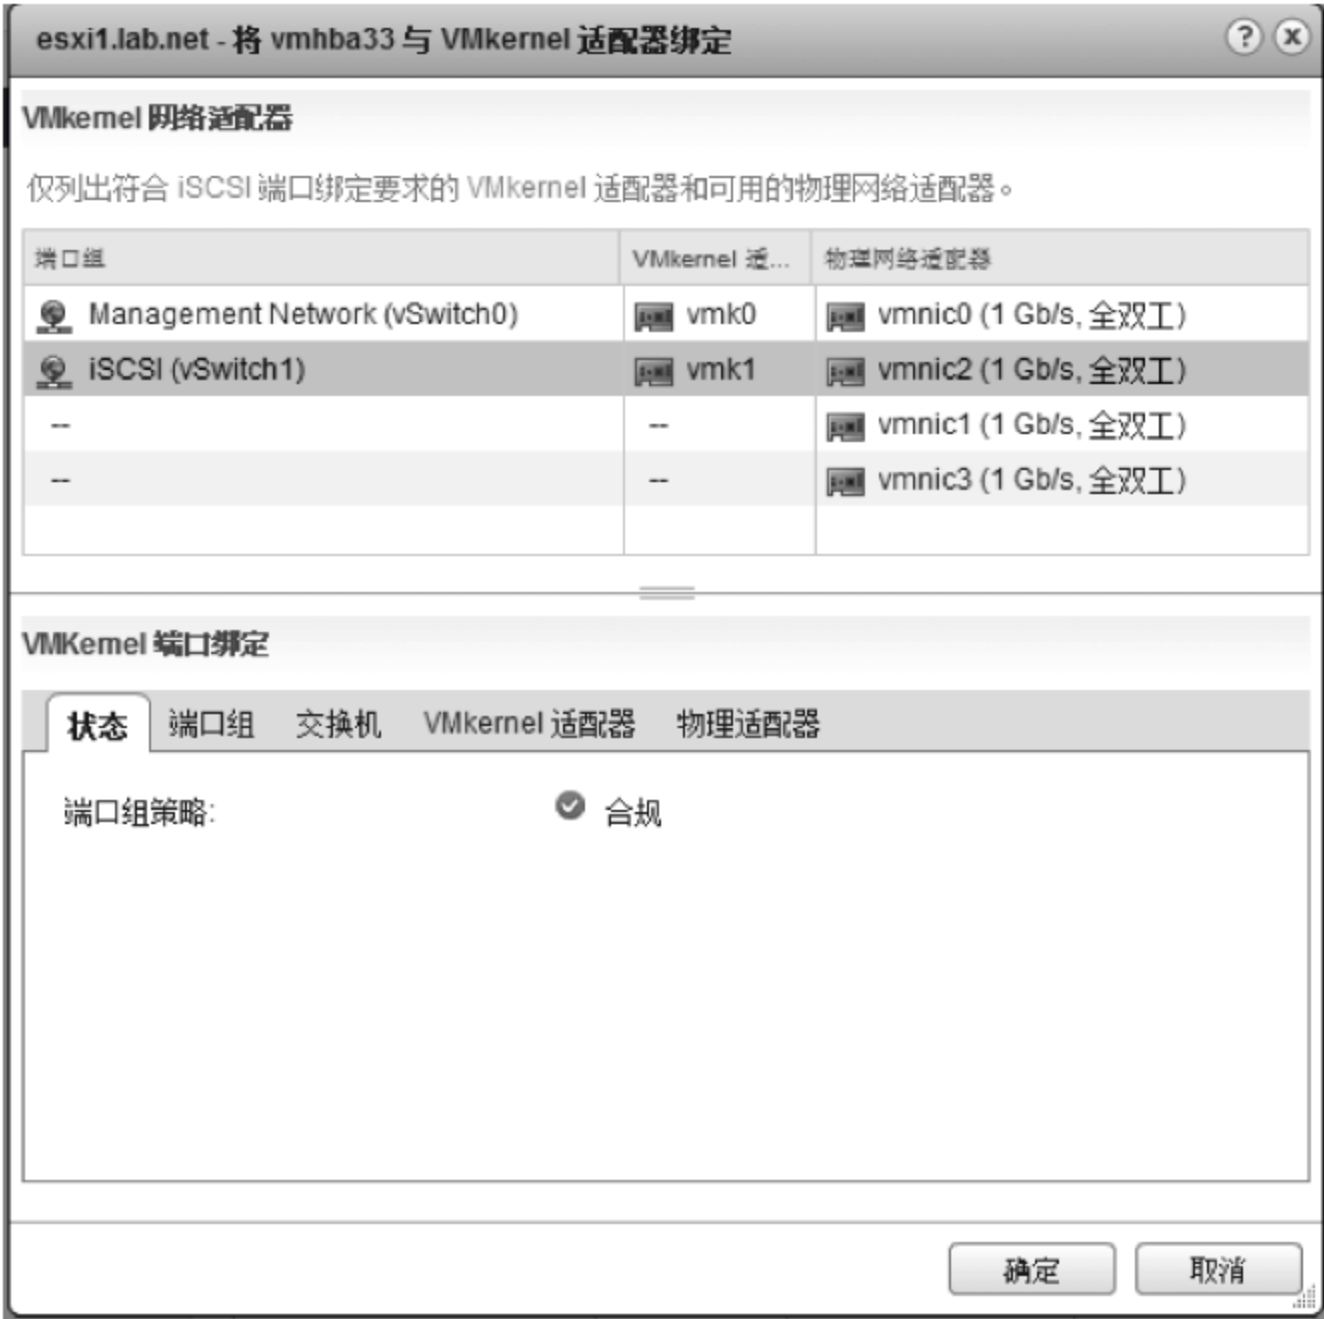 esxi1.lab.net - 将 vmhba33 与 VMkernel 适配器绑定
VMkernel 网络适配器
仅列出符合 iSCSI 端口绑定要求的 VMkernel 适配器和可用的物理网络适配器。
端口组 VMkernel 适... 物理网络适配器
Management Network (vSwitch0) vmk0 vmnic0 (1 Gb/s, 全双工)
iSCSI (vSwitch1) vmk1 vmnic2 (1 Gb/s, 全双工)
-- -- vmnic1 (1 Gb/s, 全双工)
-- -- vmnic3 (1 Gb/s, 全双工)
VMKernel 端口绑定
状态 端口组 交换机 VMkernel 适配器 物理适配器
端口组策略: 合规
确定 取消